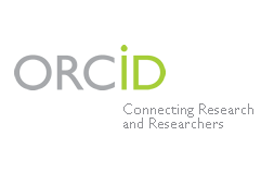 ORCiD
Connecting Research
and Researchers